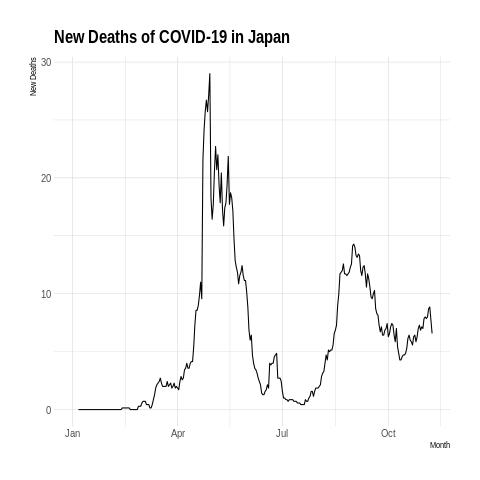 New Deaths of COVID-19 in Japan
New Deaths
30
20
10
0
Jan Apr Jul Oct
Month